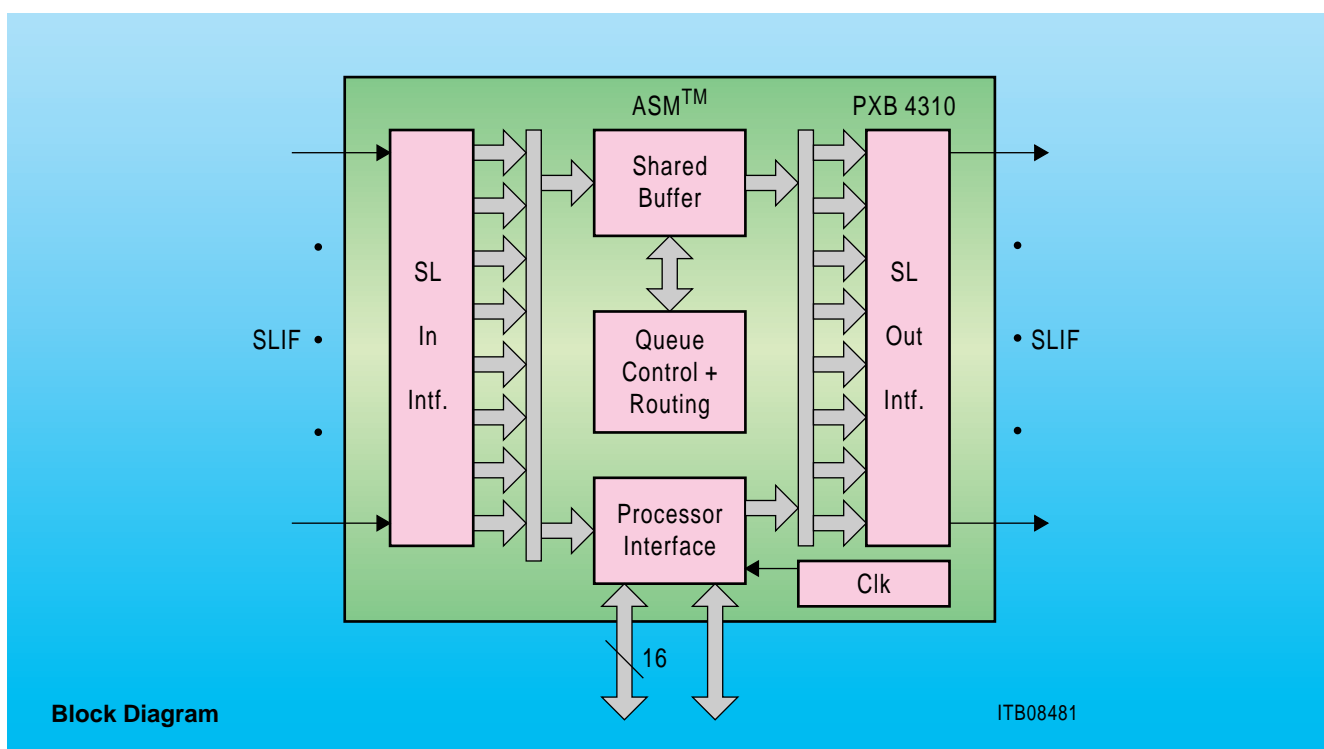 ASM™ PXB 4310
Shared
Buffer
SL
In
Intf.
SL
Out
Intf.
SLIF
SLIF
Queue
Control +
Routing
Processor
Interface
Clk
16
Block Diagram
ITB08481